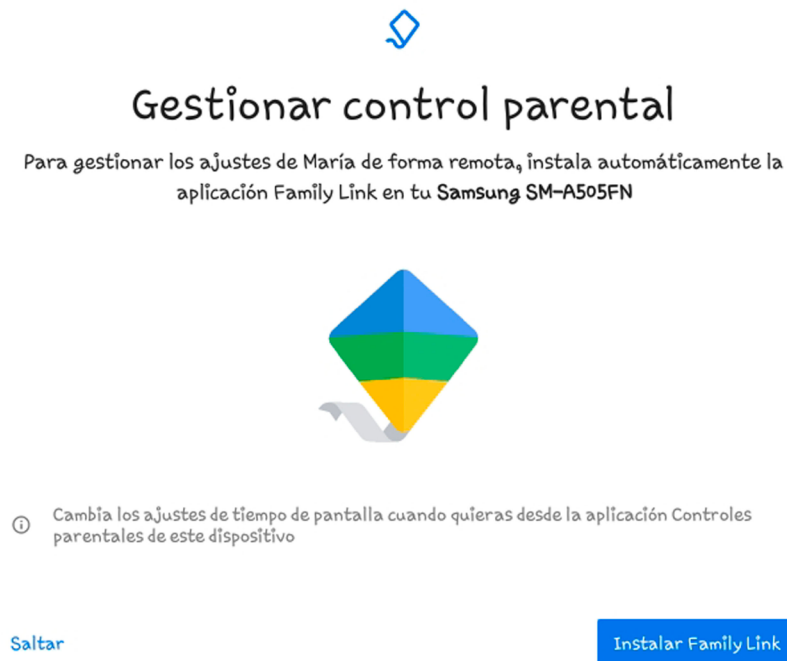 Gestionar control parental
Para gestionar los ajustes de María de forma remota, instala automáticamente la
aplicación Family Link en tu Samsung SM-A505FN
Cambia los ajustes de tiempo de pantalla cuando quieras desde la aplicación Controles
parentales de este dispositivo
Saltar
Instalar Family Link